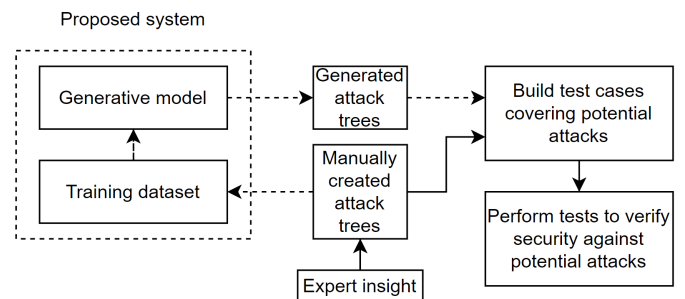 Proposed system
Generative model
Training dataset
Generated
attack
trees
Manually
created
attack
trees
Expert insight
Build test cases
covering potential
attacks
Perform tests to verify
security against
potential attacks